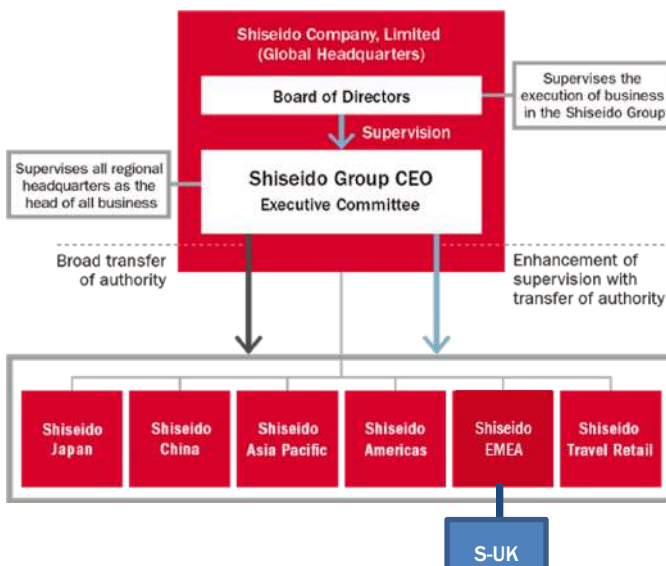 Shiseido Company, Limited
(Global Headquarters)
Board of Directors
Supervises the
execution of business
in the Shiseido Group
Supervision
Supervises all regional
headquarters as the
head of all business
Shiseido Group CEO
Executive Committee
Broad transfer
of authority
Enhancement of
supervision with
transfer of authority
Shiseido
Japan
Shiseido
China
Shiseido
Asia Pacific
Shiseido
Americas
Shiseido
EMEA
Shiseido
Travel Retail
S-UK